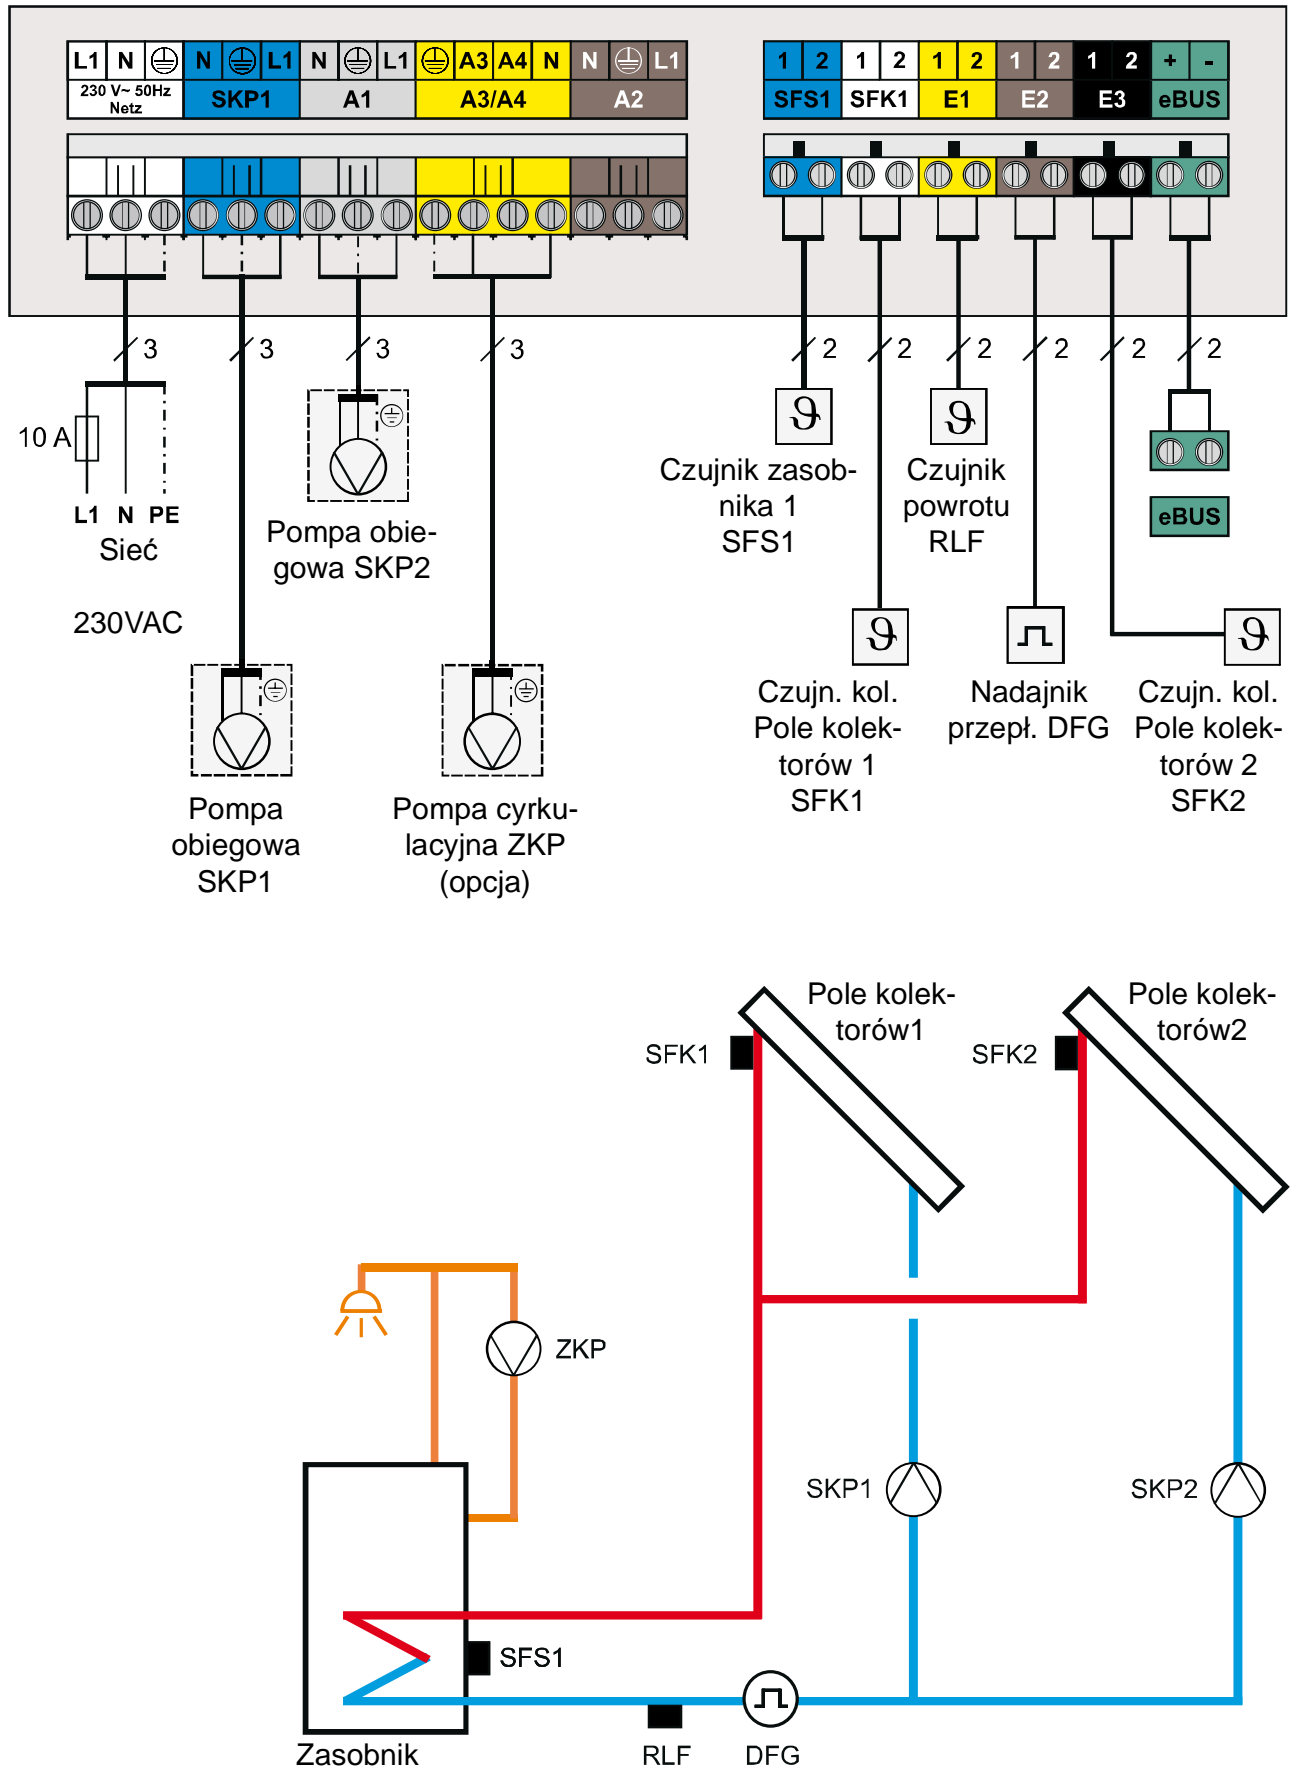 L1 N N L1 N L1 A3 A4 N N L1
230 V~ 50Hz
Netz
SKP1 A1 A3/A4 A2
1 2 1 2 1 2 1 2 1 2 + -
SFS1 SFK1 E1 E2 E3 eBUS
3 3 3 3 2 2 2 2 2 2
10 A
L1 N PE
Sieć
230VAC
Pompa obie-
gowa SKP2
Pompa
obiegowa
SKP1
Pompa cyrku-
lacyjna ZKP
(opcja)
ϑ
Czujnik zasob-
nika 1
SFS1
ϑ
Czujnik
powrotu
RLF
eBUS
ϑ
Czujn. kol.
Pole kolek-
torów 1
SFK1
Nadajnik
przepł. DFG
ϑ
Czujn. kol.
Pole kolek-
torów 2
SFK2
Pole kolek-
torów1
Pole kolek-
torów2
SFK1
SFK2
ZKP
SKP1
SKP2
SFS1
Zasobnik
RLF
DFG